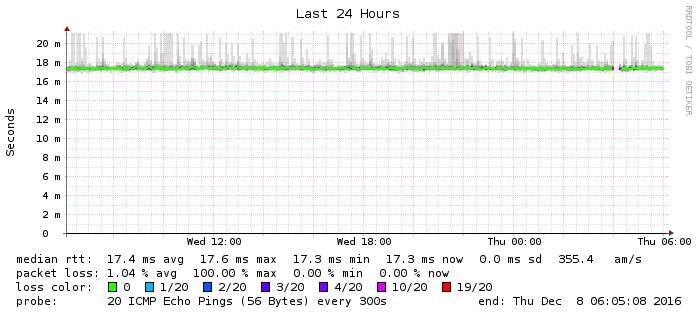 Last 24 Hours
RRDTOOL / TOBI OETIKER
Seconds
20 m
18 m
16 m
14 m
12 m
10 m
8 m
6 m
4 m
2 m
0
Wed 12:00 Wed 18:00 Thu 00:00 Thu 06:00
median rtt: 17.4 ms avg 17.6 ms max 17.3 ms min 17.3 ms now 0.0 ms sd 355.4 am/s
packet loss: 1.04 % avg 100.00 % max 0.00 % min 0.00 % now
loss color: 0 1/20 2/20 3/20 4/20 10/20 19/20
probe: 20 ICMP Echo Pings (56 Bytes) every 300s end: Thu Dec 8 06:05:08 2016